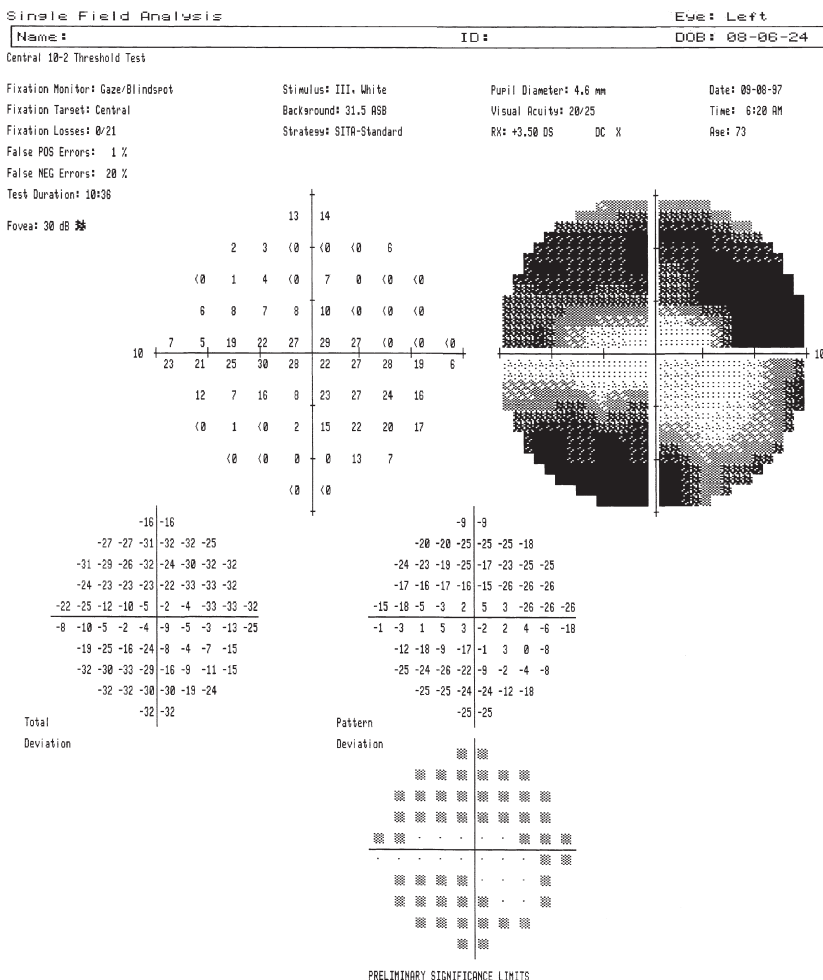 Single Field Analysis Eye: Left
Name: ID: DOB: 08-06-24
Central 10-2 Threshold Test
Fixation Monitor: Gaze/Blindspot Stimulus: III, White Pupil Diameter: 4.6 mm Date: 09-08-97
Fixation Target: Central Background: 31.5 ASB Visual Acuity: 20/25 Time: 6:20 AM
Fixation Losses: 0/21 Strategy: SITA-Standard RX: +3.50 DS DC X Age: 73
False POS Errors: 1 %
False NEG Errors: 20 %
Test Duration: 10:36
Fovea: 30 dB
13 14
2 3 <0 <0 <0 6
<0 1 4 <0 7 0 <0 <0
6 8 7 8 10 <0 <0 <0
7 5 19 22 27 29 27 <0 <0 <0
10 10
23 21 25 30 28 22 27 28 19 6
12 7 16 8 23 27 24 16
<0 1 <0 2 15 22 20 17
<0 <0 0 0 13 7
<0 <0
-16 -16
-27 -27 -31 -32 -32 -25
-31 -29 -26 -32 -24 -30 -32 -32
-24 -23 -23 -23 -22 -33 -33 -32
-22 -25 -12 -10 -5 -2 -4 -33 -33 -32
-8 -10 -5 -2 -4 -9 -5 -3 -13 -25
-19 -25 -16 -24 -8 -4 -7 -15
-32 -30 -33 -29 -16 -9 -11 -15
-32 -32 -30 -30 -19 -24
-32 -32
Total
Deviation
-9 -9
-20 -20 -25 -25 -25 -18
-24 -23 -19 -25 -17 -23 -25 -25
-17 -16 -17 -16 -15 -26 -26 -26
-15 -18 -5 -3 2 5 3 -26 -26 -26
-1 -3 1 5 3 -2 2 4 -6 -18
-12 -18 -9 -17 -1 3 0 -8
-25 -24 -26 -22 -9 -2 -4 -8
-25 -25 -24 -24 -12 -18
-25 -25
Pattern
Deviation
PRELIMINARY SIGNIFICANCE LIMITS